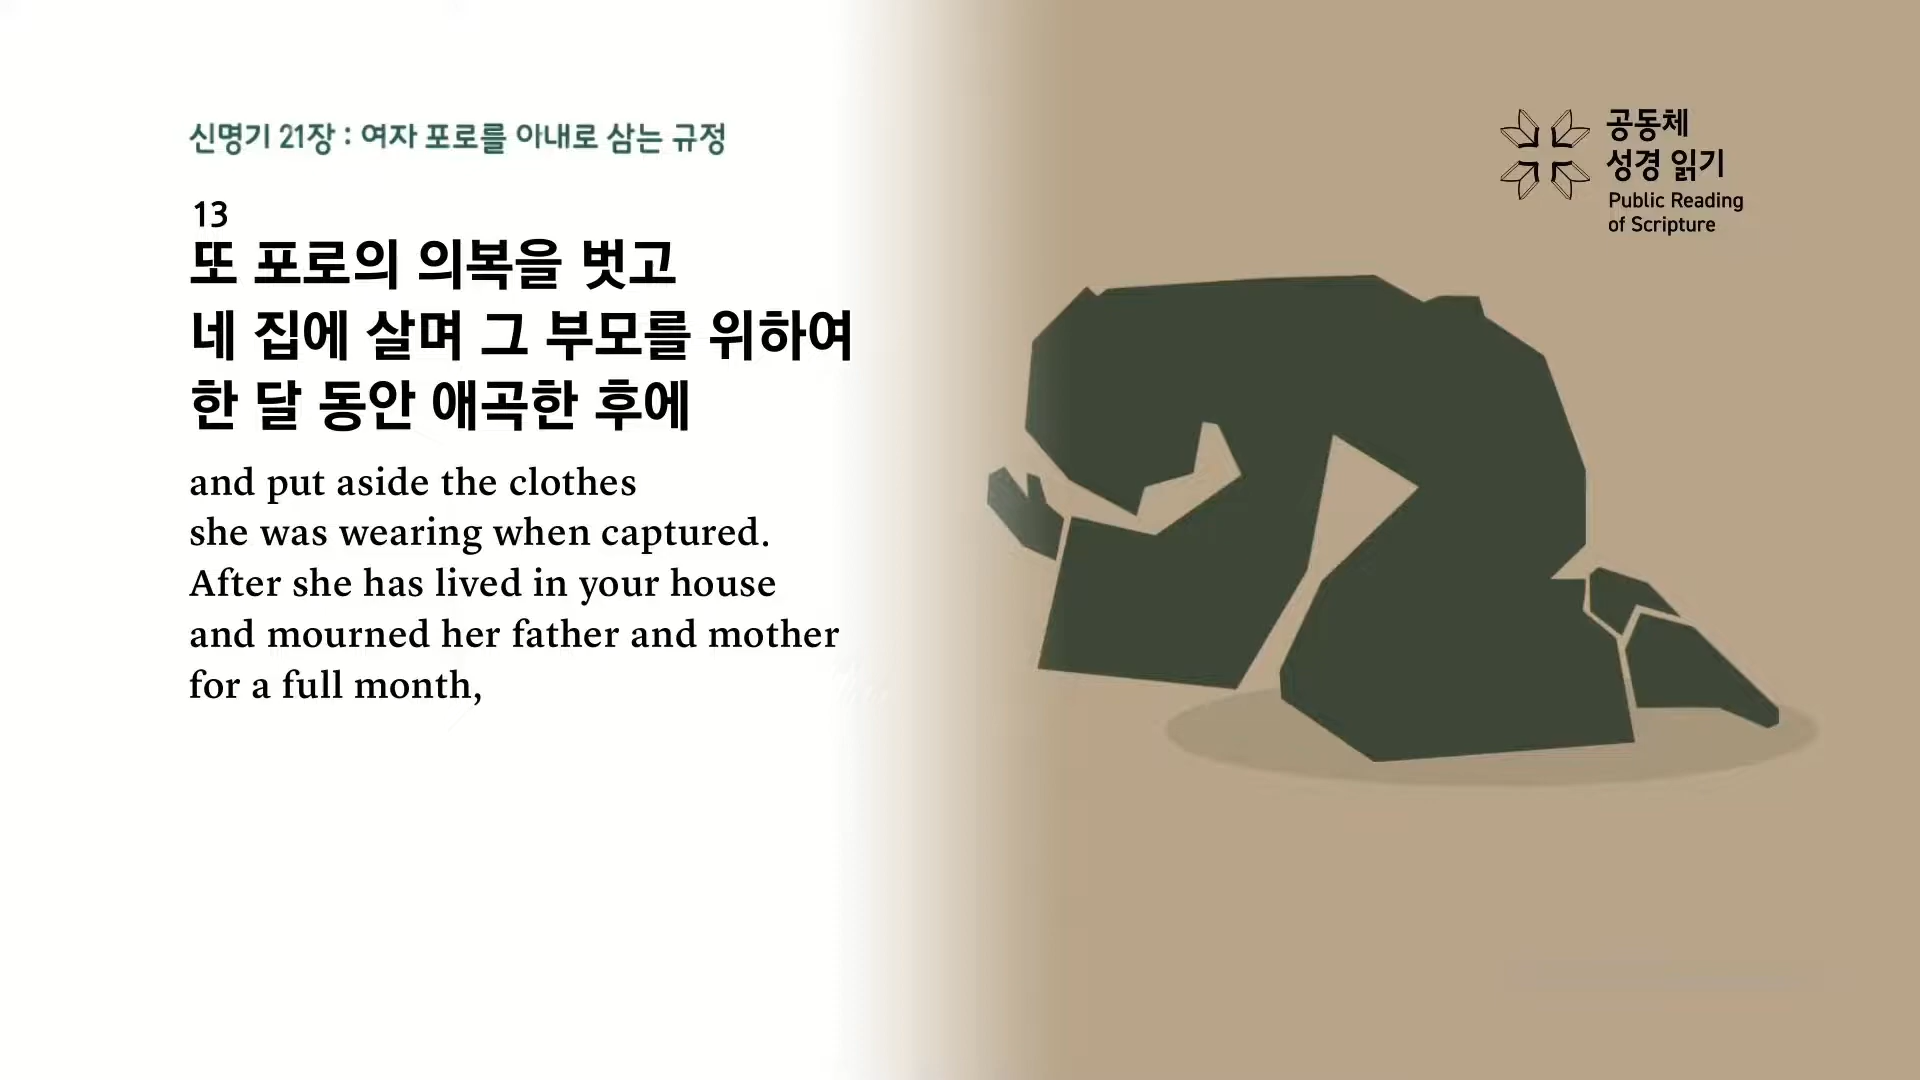 신명기 21장 : 여자 포로를 아내로 삼는 규정
13
또 포로의 의복을 벗고
네 집에 살며 그 부모를 위하여
한 달 동안 애곡한 후에
and put aside the clothes
she was wearing when captured.
After she has lived in your house
and mourned her father and mother
for a full month,
공동체
성경 읽기
Public Reading
of Scripture